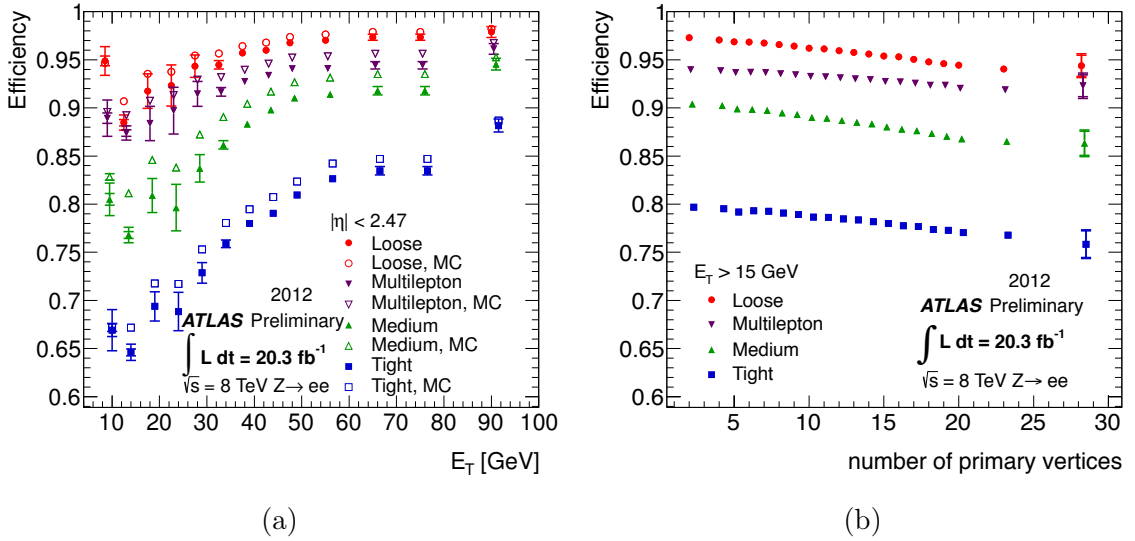 Efficiency
1
0.95
0.9
0.85
0.8
0.75
0.7
0.65
0.6
|η| < 2.47
Loose
Loose, MC
Multilepton
Multilepton, MC
Medium
Medium, MC
Tight
Tight, MC
2012
ATLAS Preliminary
∫ L dt = 20.3 fb⁻¹
√s = 8 TeV Z→ ee
10 20 30 40 50 60 70 80 90 100
E_T [GeV]
(a)
Efficiency
1
0.95
0.9
0.85
0.8
0.75
0.7
0.65
0.6
E_T > 15 GeV
Loose
Multilepton
Medium
Tight
2012
ATLAS Preliminary
∫ L dt = 20.3 fb⁻¹
√s = 8 TeV Z→ ee
5 10 15 20 25 30
number of primary vertices
(b)